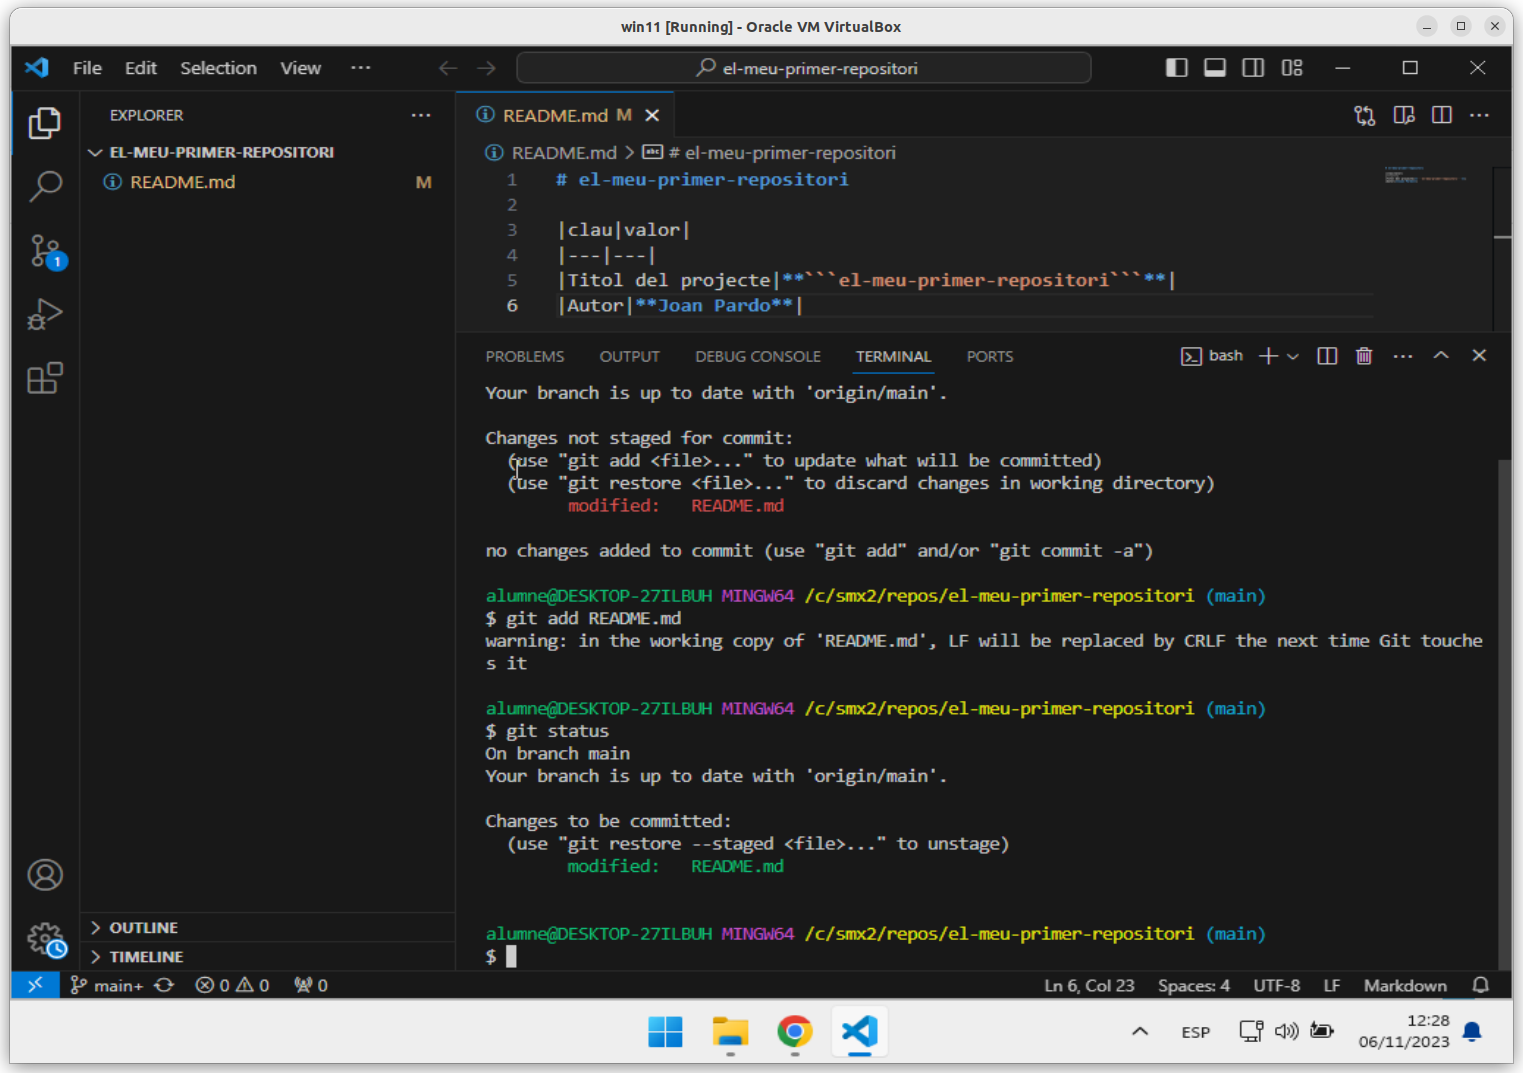 win11 [Running] - Oracle VM VirtualBox
File Edit Selection View ··· el-meu-primer-repositori
EXPLORER
EL-MEU-PRIMER-REPOSITORI
README.md M
README.md M
README.md > # el-meu-primer-repositori
1 # el-meu-primer-repositori
2
3 |clau|valor|
4 |---|---|
5 |Titol del projecte|**```el-meu-primer-repositori```**|
6 |Autor|**Joan Pardo**|
PROBLEMS OUTPUT DEBUG CONSOLE TERMINAL PORTS bash
Your branch is up to date with 'origin/main'.
Changes not staged for commit:
(use "git add <file>..." to update what will be committed)
(use "git restore <file>..." to discard changes in working directory)
modified: README.md
no changes added to commit (use "git add" and/or "git commit -a")
alumne@DESKTOP-27ILBUH MINGW64 /c/smx2/repos/el-meu-primer-repositori (main)
$ git add README.md
warning: in the working copy of 'README.md', LF will be replaced by CRLF the next time Git touche
s it
alumne@DESKTOP-27ILBUH MINGW64 /c/smx2/repos/el-meu-primer-repositori (main)
$ git status
On branch main
Your branch is up to date with 'origin/main'.
Changes to be committed:
(use "git restore --staged <file>..." to unstage)
modified: README.md
alumne@DESKTOP-27ILBUH MINGW64 /c/smx2/repos/el-meu-primer-repositori (main)
$
1
OUTLINE
TIMELINE
main+ 0 0 0 Ln 6, Col 23 Spaces: 4 UTF-8 LF Markdown
ESP
12:28
06/11/2023